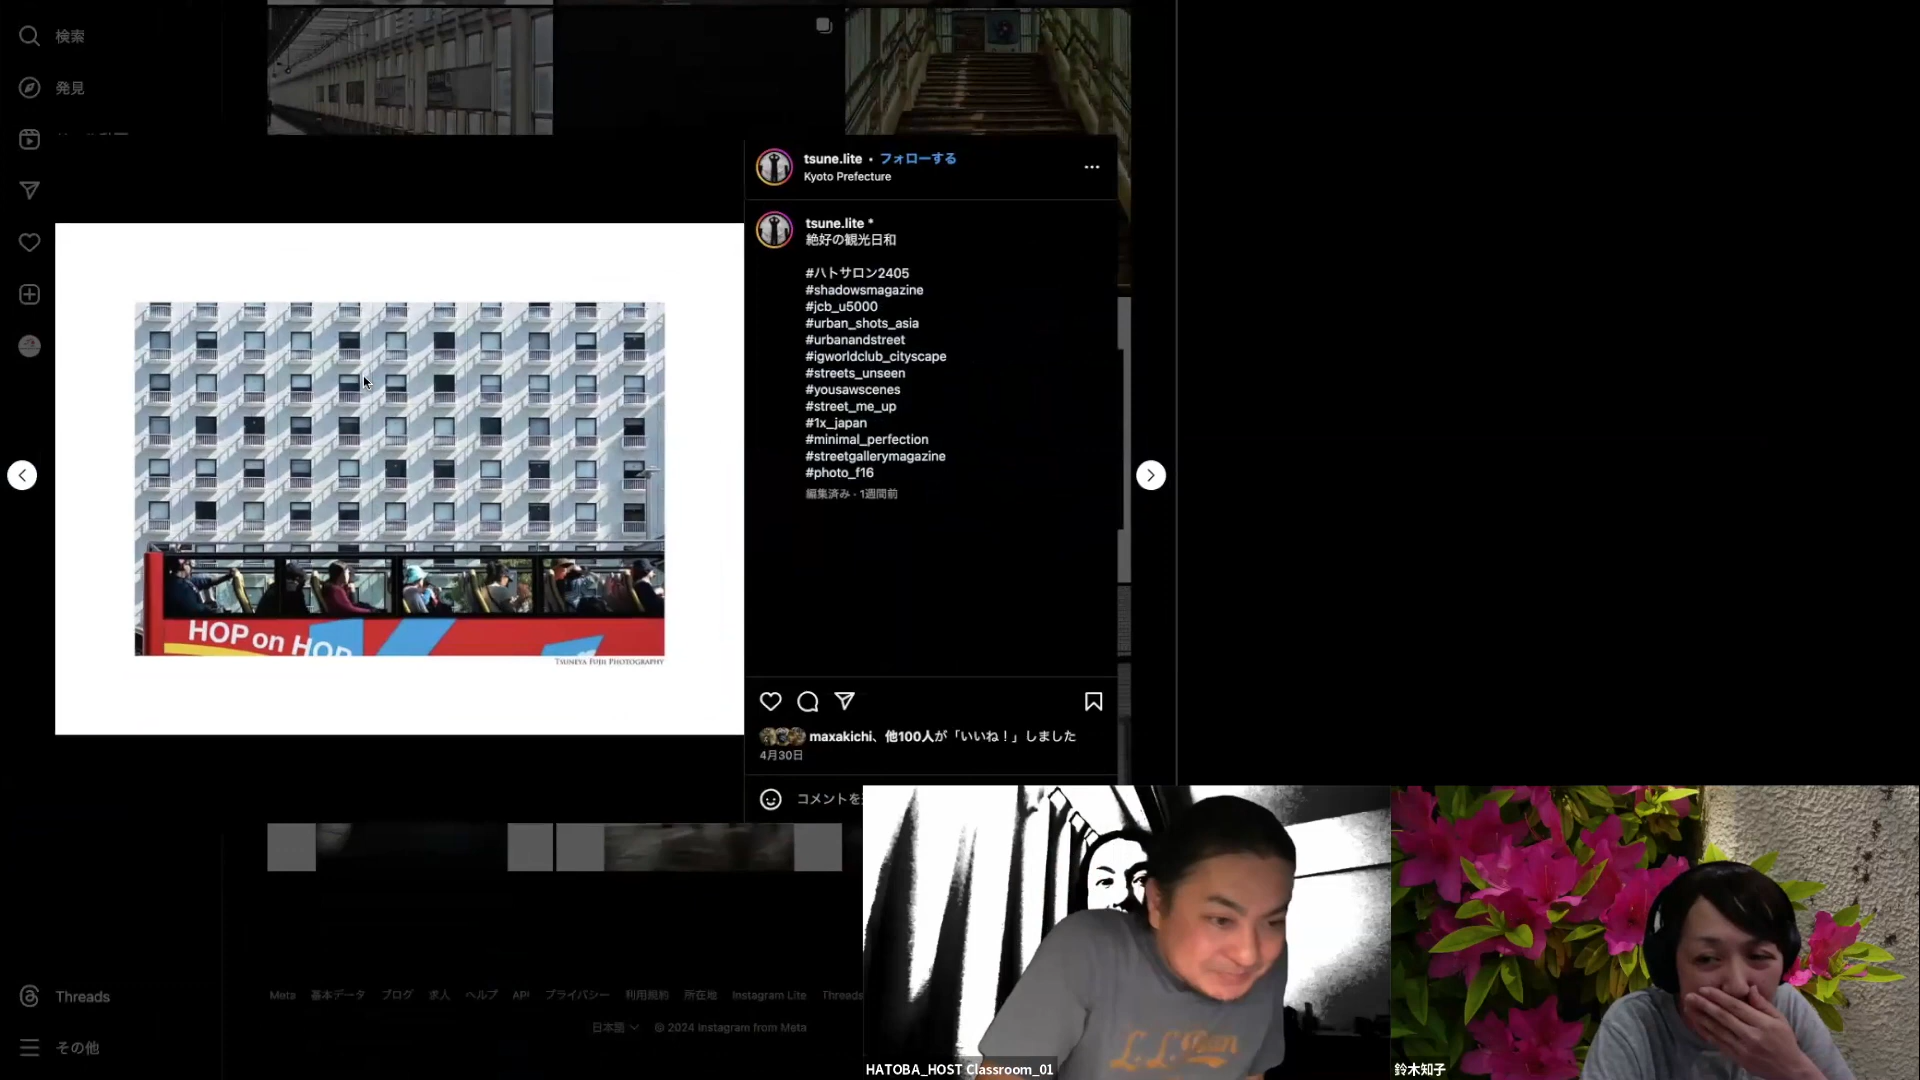 検索
発見
tsune.lite • フォローする
Kyoto Prefecture
tsune.lite *
絶好の観光日和
#ハトサロン2405
#shadowsmagazine
#jcb_u5000
#urban_shots_asia
#urbanandstreet
#igworldclub_cityscape
#streets_unseen
#yousawscenes
#street_me_up
#1x_japan
#minimal_perfection
#streetgallerymagazine
#photo_f16
編集済み・1週間前
HOP on HOP
TSUNEYA FUJII PHOTOGRAPHY
maxakichi、他100人が「いいね！」しました
4月30日
コメントを
Threads
その他
Meta 基本データ ブログ 求人 ヘルプ API プライバシー 利用規約 所在地 Instagram Lite Threads
日本語 © 2024 Instagram from Meta
HATOBA_HOST Classroom_01
鈴木知子